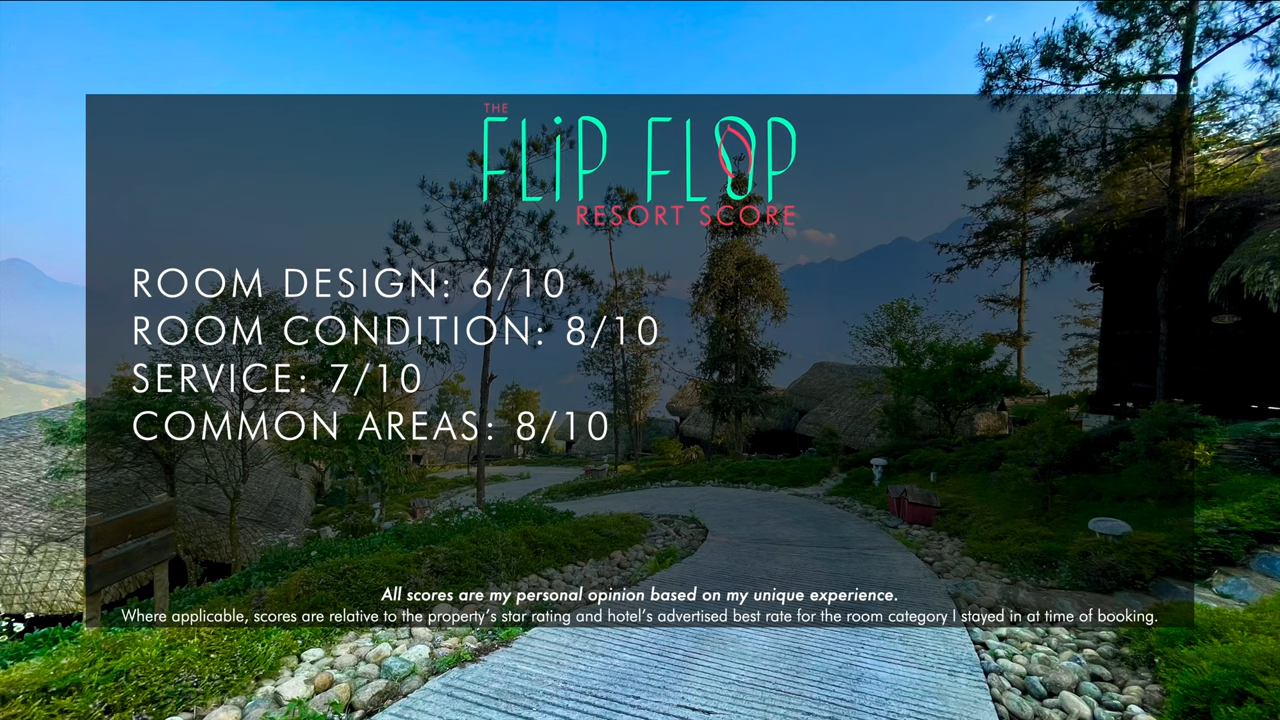 THE
FLiP FLOP
RESORT SCORE
ROOM DESIGN: 6/10
ROOM CONDITION: 8/10
SERVICE: 7/10
COMMON AREAS: 8/10
All scores are my personal opinion based on my unique experience.
Where applicable, scores are relative to the property's star rating and hotel's advertised best rate for the room category I stayed in at time of booking.